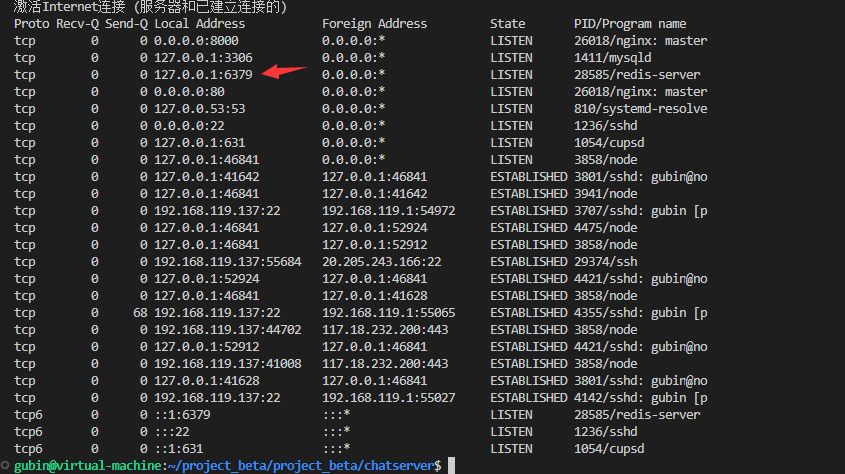 激活Internet连接 (服务器和已建立连接的)
Proto Recv-Q Send-Q Local Address           Foreign Address         State       PID/Program name
tcp        0      0 0.0.0.0:8000            0.0.0.0:*               LISTEN      26018/nginx: master
tcp        0      0 127.0.0.1:3306          0.0.0.0:*               LISTEN      1411/mysqld
tcp        0      0 127.0.0.1:6379          0.0.0.0:*               LISTEN      28585/redis-server
tcp        0      0 0.0.0.0:80              0.0.0.0:*               LISTEN      26018/nginx: master
tcp        0      0 127.0.0.53:53           0.0.0.0:*               LISTEN      810/systemd-resolve
tcp        0      0 0.0.0.0:22              0.0.0.0:*               LISTEN      1236/sshd
tcp        0      0 127.0.0.1:631           0.0.0.0:*               LISTEN      1054/cupsd
tcp        0      0 127.0.0.1:46841         0.0.0.0:*               LISTEN      3858/node
tcp        0      0 127.0.0.1:41642         127.0.0.1:46841         ESTABLISHED 3801/sshd: gubin@no
tcp        0      0 127.0.0.1:46841         127.0.0.1:41642         ESTABLISHED 3941/node
tcp        0      0 192.168.119.137:22      192.168.119.1:54972     ESTABLISHED 3707/sshd: gubin [p
tcp        0      0 127.0.0.1:46841         127.0.0.1:52924         ESTABLISHED 4475/node
tcp        0      0 127.0.0.1:46841         127.0.0.1:52912         ESTABLISHED 3858/node
tcp        0      0 192.168.119.137:55684   20.205.243.166:22       ESTABLISHED 29374/ssh
tcp        0      0 127.0.0.1:52924         127.0.0.1:46841         ESTABLISHED 4421/sshd: gubin@no
tcp        0      0 127.0.0.1:46841         127.0.0.1:41628         ESTABLISHED 3858/node
tcp        0     68 192.168.119.137:22      192.168.119.1:55065     ESTABLISHED 4355/sshd: gubin [p
tcp        0      0 192.168.119.137:44702   117.18.232.200:443      ESTABLISHED 3858/node
tcp        0      0 127.0.0.1:52912         127.0.0.1:46841         ESTABLISHED 4421/sshd: gubin@no
tcp        0      0 192.168.119.137:41008   117.18.232.200:443      ESTABLISHED 3858/node
tcp        0      0 127.0.0.1:41628         127.0.0.1:46841         ESTABLISHED 3801/sshd: gubin@no
tcp        0      0 192.168.119.137:22      192.168.119.1:55027     ESTABLISHED 4142/sshd: gubin [p
tcp6       0      0 ::1:6379                :::*                    LISTEN      28585/redis-server
tcp6       0      0 :::22                   :::*                    LISTEN      1236/sshd
tcp6       0      0 ::1:631                 :::*                    LISTEN      1054/cupsd
gubin@virtual-machine:~/project_beta/project_beta/chatserver$